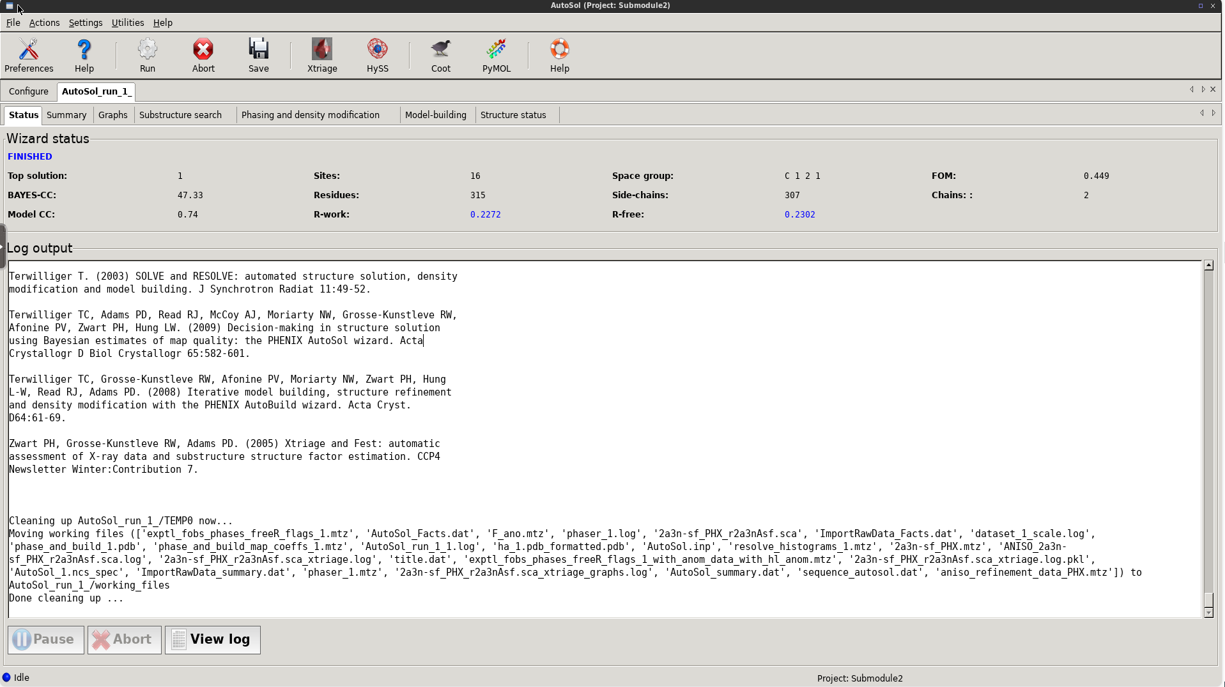 AutoSol (Project: Submodule2)
File Actions Settings Utilities Help
Preferences Help Run Abort Save Xtriage HySS Coot PyMOL Help
Configure AutoSol_run_1_
Status Summary Graphs Substructure search Phasing and density modification Model-building Structure status
Wizard status
FINISHED
Top solution: 1 Sites: 16 Space group: C 1 2 1 FOM: 0.449
BAYES-CC: 47.33 Residues: 315 Side-chains: 307 Chains: : 2
Model CC: 0.74 R-work: 0.2272 R-free: 0.2302
Log output
Terwilliger T. (2003) SOLVE and RESOLVE: automated structure solution, density
modification and model building. J Synchrotron Radiat 11:49-52.
Terwilliger TC, Adams PD, Read RJ, McCoy AJ, Moriarty NW, Grosse-Kunstleve RW,
Afonine PV, Zwart PH, Hung LW. (2009) Decision-making in structure solution
using Bayesian estimates of map quality: the PHENIX AutoSol wizard. Acta
Crystallogr D Biol Crystallogr 65:582-601.
Terwilliger TC, Grosse-Kunstleve RW, Afonine PV, Moriarty NW, Zwart PH, Hung
L-W, Read RJ, Adams PD. (2008) Iterative model building, structure refinement
and density modification with the PHENIX AutoBuild wizard. Acta Cryst.
D64:61-69.
Zwart PH, Grosse-Kunstleve RW, Adams PD. (2005) Xtriage and Fest: automatic
assessment of X-ray data and substructure structure factor estimation. CCP4
Newsletter Winter:Contribution 7.
Cleaning up AutoSol_run_1_/TEMP0 now...
Moving working files (['exptl_fobs_phases_freeR_flags_1.mtz', 'AutoSol_Facts.dat', 'F_ano.mtz', 'phaser_1.log', '2a3n-sf_PHX_r2a3nAsf.sca', 'ImportRawData_Facts.dat', 'dataset_1_scale.log',
'phase_and_build_1.pdb', 'phase_and_build_map_coeffs_1.mtz', 'AutoSol_run_1_1.log', 'ha_1.pdb_formatted.pdb', 'AutoSol.inp', 'resolve_histograms_1.mtz', '2a3n-sf_PHX.mtz', 'ANISO_2a3n-
sf_PHX_r2a3nAsf.sca.log', '2a3n-sf_PHX_r2a3nAsf.sca', 'title.dat', 'exptl_fobs_phases_freeR_flags_1_with_anom_data_with_hl_anom.mtz', '2a3n-sf_PHX_r2a3nAsf.sca_xtriage.log.pkl',
'AutoSol_1.ncs_spec', 'ImportRawData_summary.dat', 'phaser_1.mtz', '2a3n-sf_PHX_r2a3nAsf.sca_xtriage_graphs.log', 'AutoSol_summary.dat', 'sequence_autosol.dat', 'aniso_refinement_data_PHX.mtz']) to
AutoSol_run_1_/working_files
Done cleaning up ...
Pause Abort View log
Idle Project: Submodule2